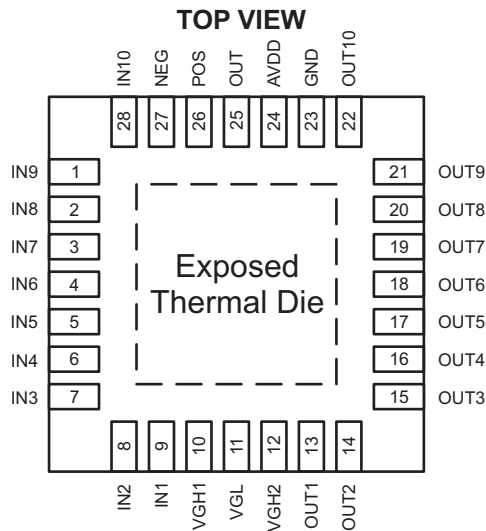 TOP VIEW
IN10 NEG POS OUT AVDD GND OUT10
28 27 26 25 24 23 22
IN9 1 21 OUT9
IN8 2 20 OUT8
IN7 3 19 OUT7
IN6 4 18 OUT6
IN5 5 17 OUT5
IN4 6 16 OUT4
IN3 7 15 OUT3
Exposed
Thermal Die
8 9 10 11 12 13 14
IN2 IN1 VGH1 VGL VGH2 OUT1 OUT2